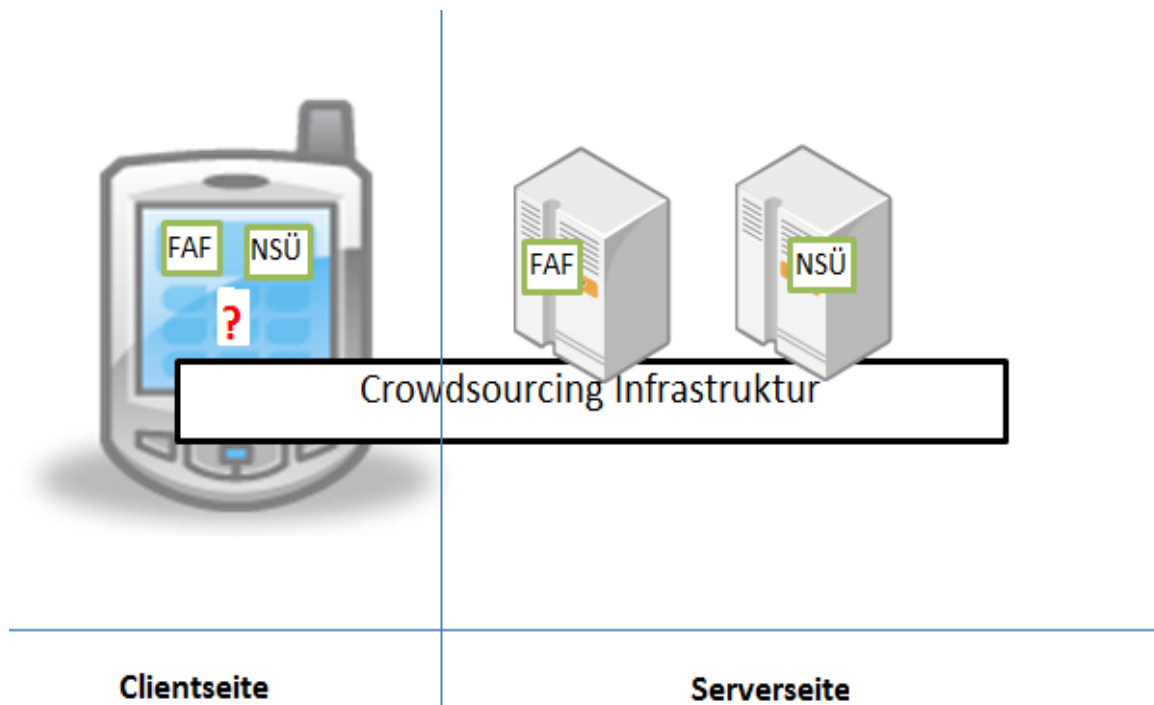 FAF NSÜ
?
FAF NSÜ
Crowdsourcing Infrastruktur
Clientseite
Serverseite